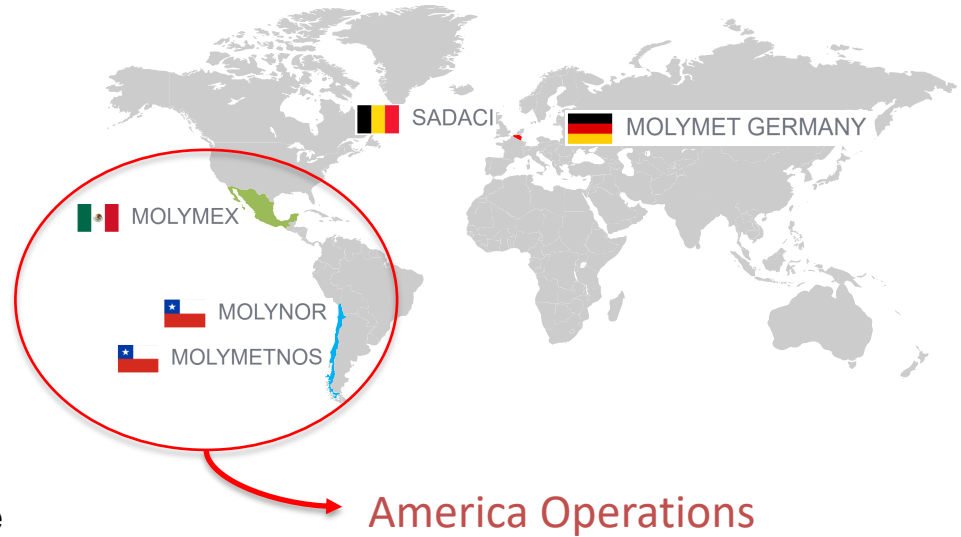 SADACI
MOLYMET GERMANY
MOLYMEX
MOLYNOR
MOLYMETNOS
America Operations